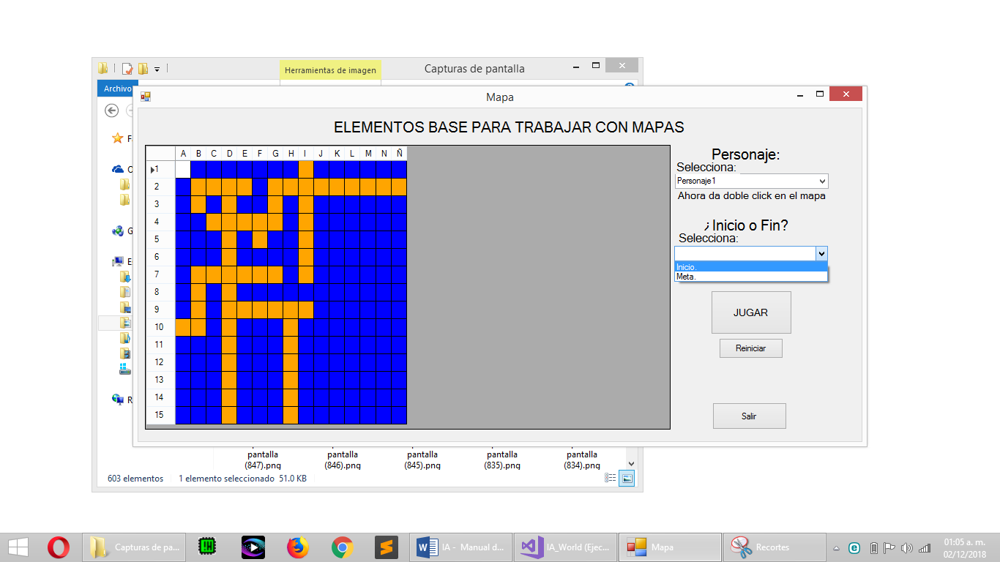 Herramientas de imagen
Capturas de pantalla
Archivo
Mapa
ELEMENTOS BASE PARA TRABAJAR CON MAPAS
A B C D E F G H I J K L M N Ñ
1
2
3
4
5
6
7
8
9
10
11
12
13
14
15
Personaje:
Selecciona:
Personaje1
Ahora da doble click en el mapa
¿Inicio o Fin?
Selecciona:
Inicio.
Meta.
JUGAR
Reiniciar
Salir
F
G
E
R
pantalla pantalla pantalla pantalla pantalla
(847).png (846).png (845).png (835).png (834).png
603 elementos 1 elemento seleccionado 51.0 KB
Capturas de pa... IA - Manual d... IA_World (Ejec... Mapa Recortes
01:05 a. m.
02/12/2018